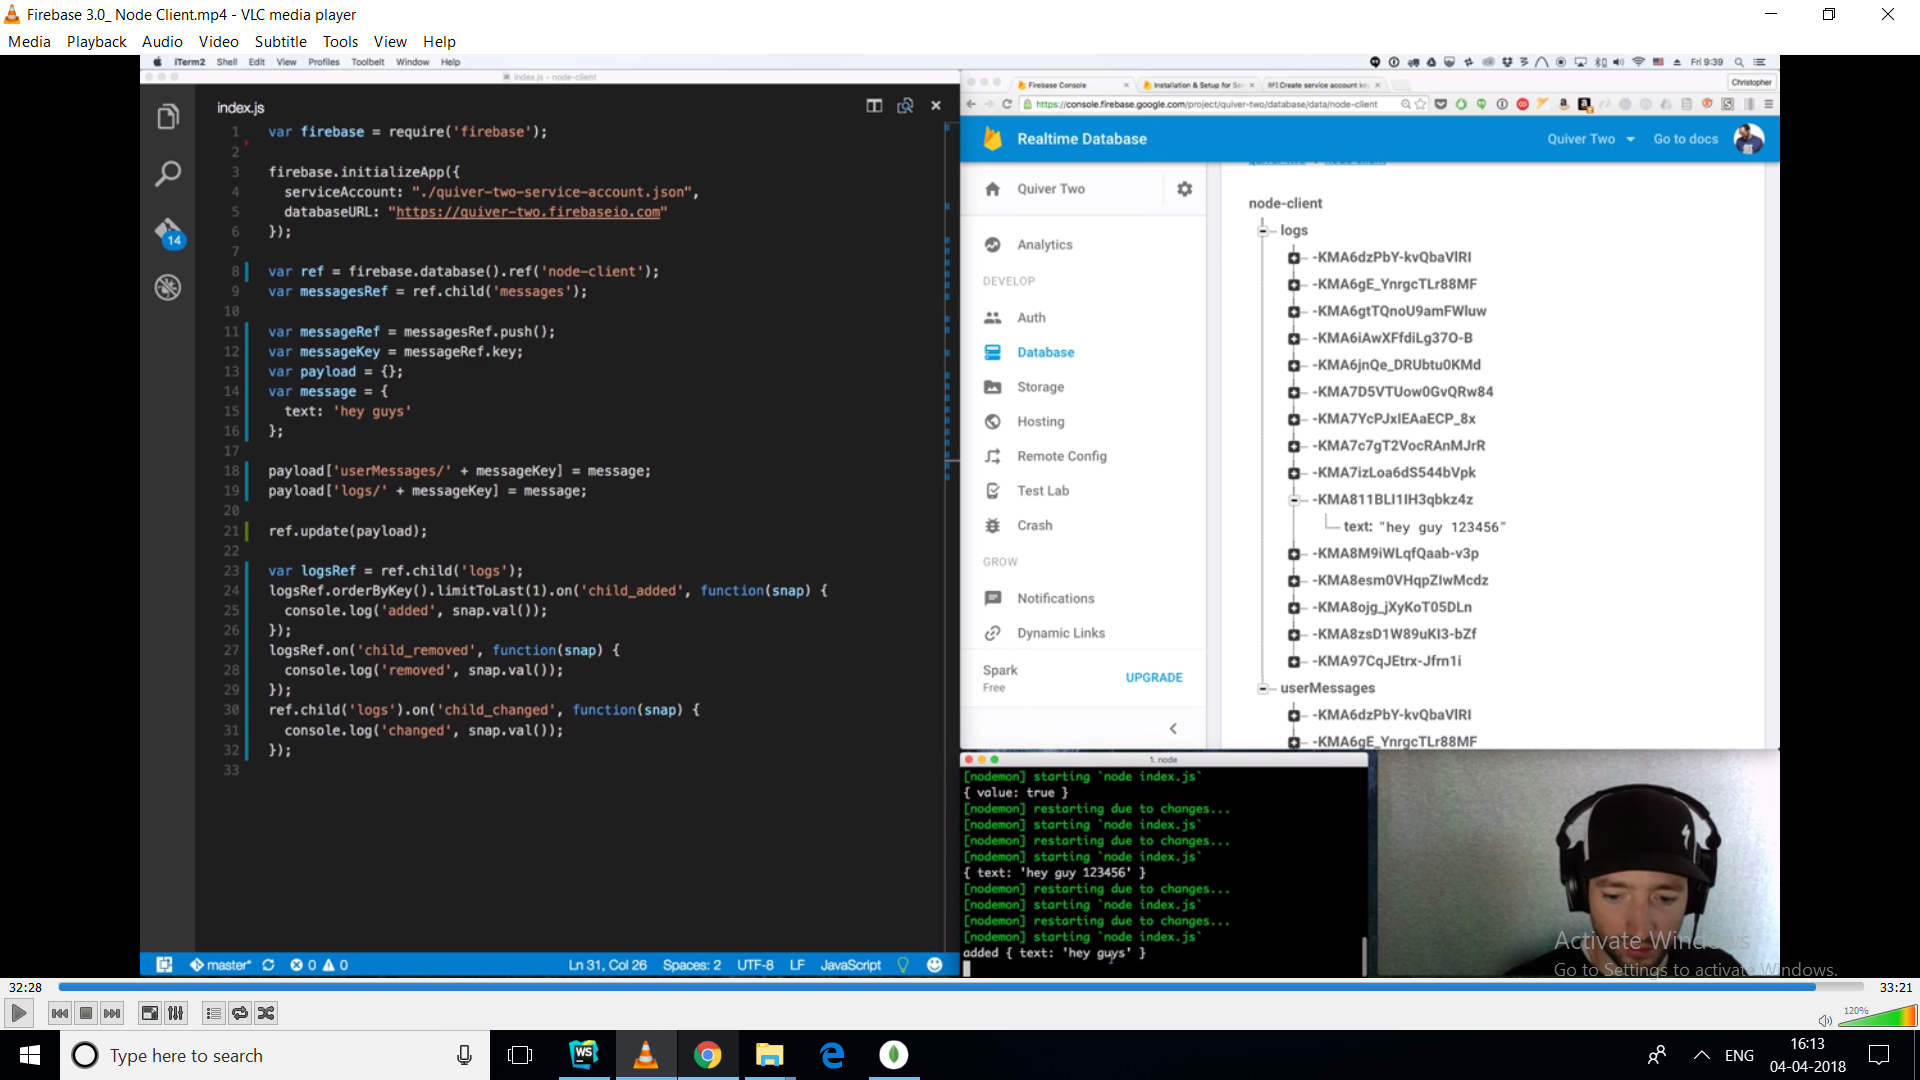 Firebase 3.0_ Node Client.mp4 - VLC media player
Media Playback Audio Video Subtitle Tools View Help
iTerm2 Shell Edit View Profiles Toolbelt Window Help
Fri 9:39
index.js - node-client
index.js
1 var firebase = require('firebase');
2
3 firebase.initializeApp({
4 serviceAccount: "./quiver-two-service-account.json",
5 databaseURL: "https://quiver-two.firebaseio.com"
6 });
7
8 var ref = firebase.database().ref('node-client');
9 var messagesRef = ref.child('messages');
10
11 var messageRef = messagesRef.push();
12 var messageKey = messageRef.key;
13 var payload = {};
14 var message = {
15 text: 'hey guys'
16 };
17
18 payload['userMessages/' + messageKey] = message;
19 payload['logs/' + messageKey] = message;
20
21 ref.update(payload);
22
23 var logsRef = ref.child('logs');
24 logsRef.orderByKey().limitToLast(1).on('child_added', function(snap) {
25 console.log('added', snap.val());
26 });
27 logsRef.on('child_removed', function(snap) {
28 console.log('removed', snap.val());
29 });
30 ref.child('logs').on('child_changed', function(snap) {
31 console.log('changed', snap.val());
32 });
33
14
master* 0 0 Ln 31, Col 26 Spaces: 2 UTF-8 LF JavaScript
Firebase Console Installation & Setup for Create service account key Christopher
https://console.firebase.google.com/project/quiver-two/database/data/node-client
Realtime Database Quiver Two Go to docs
Quiver Two
Analytics
DEVELOP
Auth
Database
Storage
Hosting
Remote Config
Test Lab
Crash
GROW
Notifications
Dynamic Links
Spark
Free
UPGRADE
node-client
logs
-KMA6dzPbY-kvQbaVlRI
-KMA6gE_YnrgcTLr88MF
-KMA6gtTQnoU9amFWluw
-KMA6iAwXFfdiLg37O-B
-KMA6jnQe_DRUbtu0KMd
-KMA7D5VTUow0GvQRw84
-KMA7YcPJxIEAaECP_8x
-KMA7c7gT2VocRAnMJrR
-KMA7izLoa6dS544bVpk
-KMA811BLI1IH3qbkz4z
text: "hey guy 123456"
-KMA8M9iWLqfQaab-v3p
-KMA8esm0VHqpZIwMcdz
-KMA8ojg_jXyKoT05DLn
-KMA8zsD1W89uKI3-bZf
-KMA97CqJEtrx-Jfrn1i
userMessages
-KMA6dzPbY-kvQbaVlRI
-KMA6gE_YnrgcTLr88MF
1. node
[nodemon] starting `node index.js`
{ value: true }
[nodemon] restarting due to changes...
[nodemon] starting `node index.js`
[nodemon] restarting due to changes...
[nodemon] starting `node index.js`
{ text: 'hey guy 123456' }
[nodemon] restarting due to changes...
[nodemon] starting `node index.js`
[nodemon] restarting due to changes...
[nodemon] starting `node index.js`
added { text: 'hey guys' }
Activate Windows
Go to Settings to activate Windows.
32:28 33:21
120%
Type here to search
WS
ENG
16:13
04-04-2018